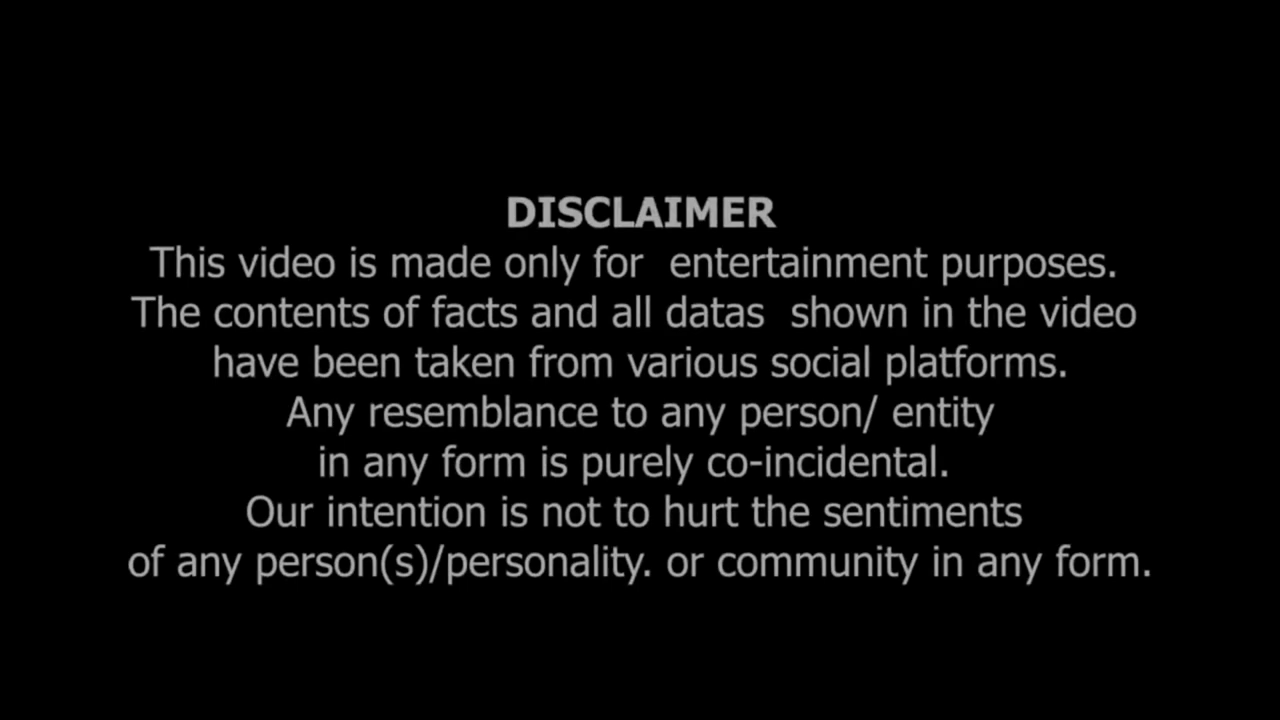 DISCLAIMER
This video is made only for  entertainment purposes.
The contents of facts and all datas  shown in the video
have been taken from various social platforms.
Any resemblance to any person/ entity
in any form is purely co-incidental.
Our intention is not to hurt the sentiments
of any person(s)/personality. or community in any form.